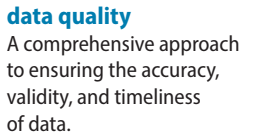 data quality
A comprehensive approach
to ensuring the accuracy,
validity, and timeliness
of data.